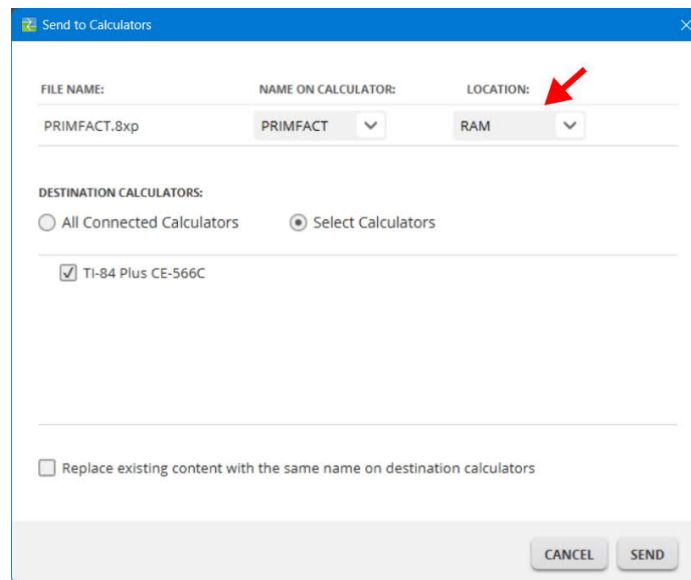 Send to Calculators
FILE NAME: NAME ON CALCULATOR: LOCATION:
PRIMFACT.8xp PRIMFACT RAM
DESTINATION CALCULATORS:
All Connected Calculators Select Calculators
TI-84 Plus CE-566C
Replace existing content with the same name on destination calculators
CANCEL SEND